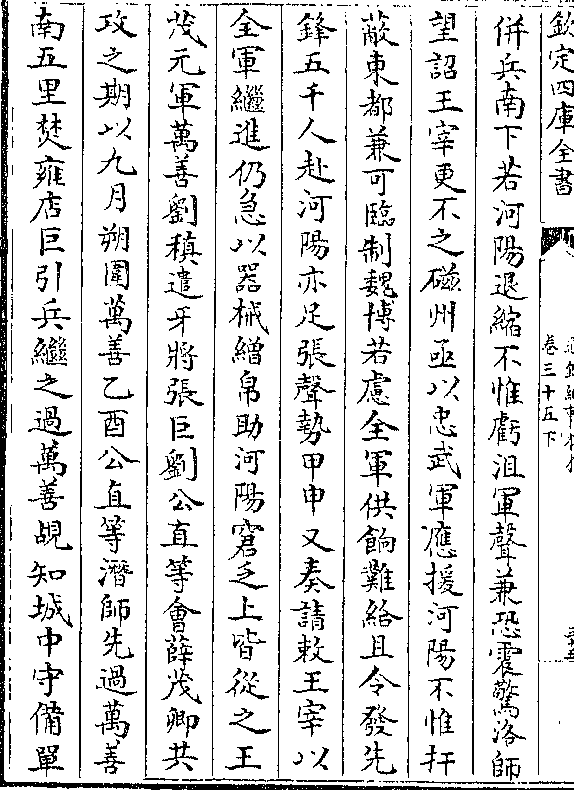 欽定四庫全書
卷三十五下
併兵南下若河陽退縮不惟虧沮軍聲兼恐震驚洛師
望詔王宰更不之磁州亟以忠武軍應援河陽不惟扞
蔽東都兼可臨制魏博若慮全軍供餉難給且令發先
鋒五千人赴河陽亦足張聲勢甲申又奏請敕王宰以
全軍繼進仍急以器械繒帛助河陽窘乏上皆從之王
茂元軍萬善劉稹遣牙將張巨劉公直等會薛茂卿共
攻之期以九月朔圍萬善乙酉公直等潛師先過萬善
南五里焚雍店巨引兵繼之過萬善覘知城中守備單